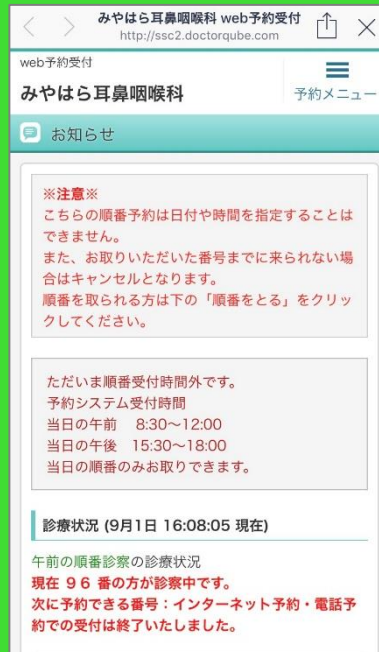 みやはら耳鼻咽喉科 web予約受付
http://ssc2.doctorqube.com
web予約受付
みやはら耳鼻咽喉科
予約メニュー
お知らせ
※注意※
こちらの順番予約は日付や時間を指定することは
できません。
また、お取りいただいた番号までに来られない場
合はキャンセルとなります。
順番を取られる方は下の「順番をとる」をクリッ
クしてください。
ただいま順番受付時間外です。
予約システム受付時間
当日の午前 8:30〜12:00
当日の午後 15:30〜18:00
当日の順番のみお取りできます。
診療状況 (9月1日 16:08:05 現在)
午前の順番診察の診療状況
現在 ９６ 番の方が診察中です。
次に予約できる番号：インターネット予約・電話予
約での受付は終了いたしました。